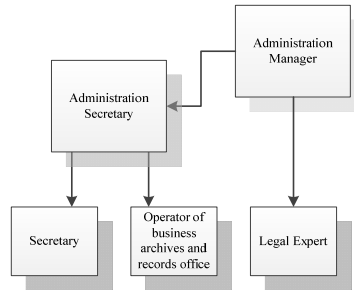 Administration
Manager
Administration
Secretary
Secretary
Operator of
business
archives and
records office
Legal Expert